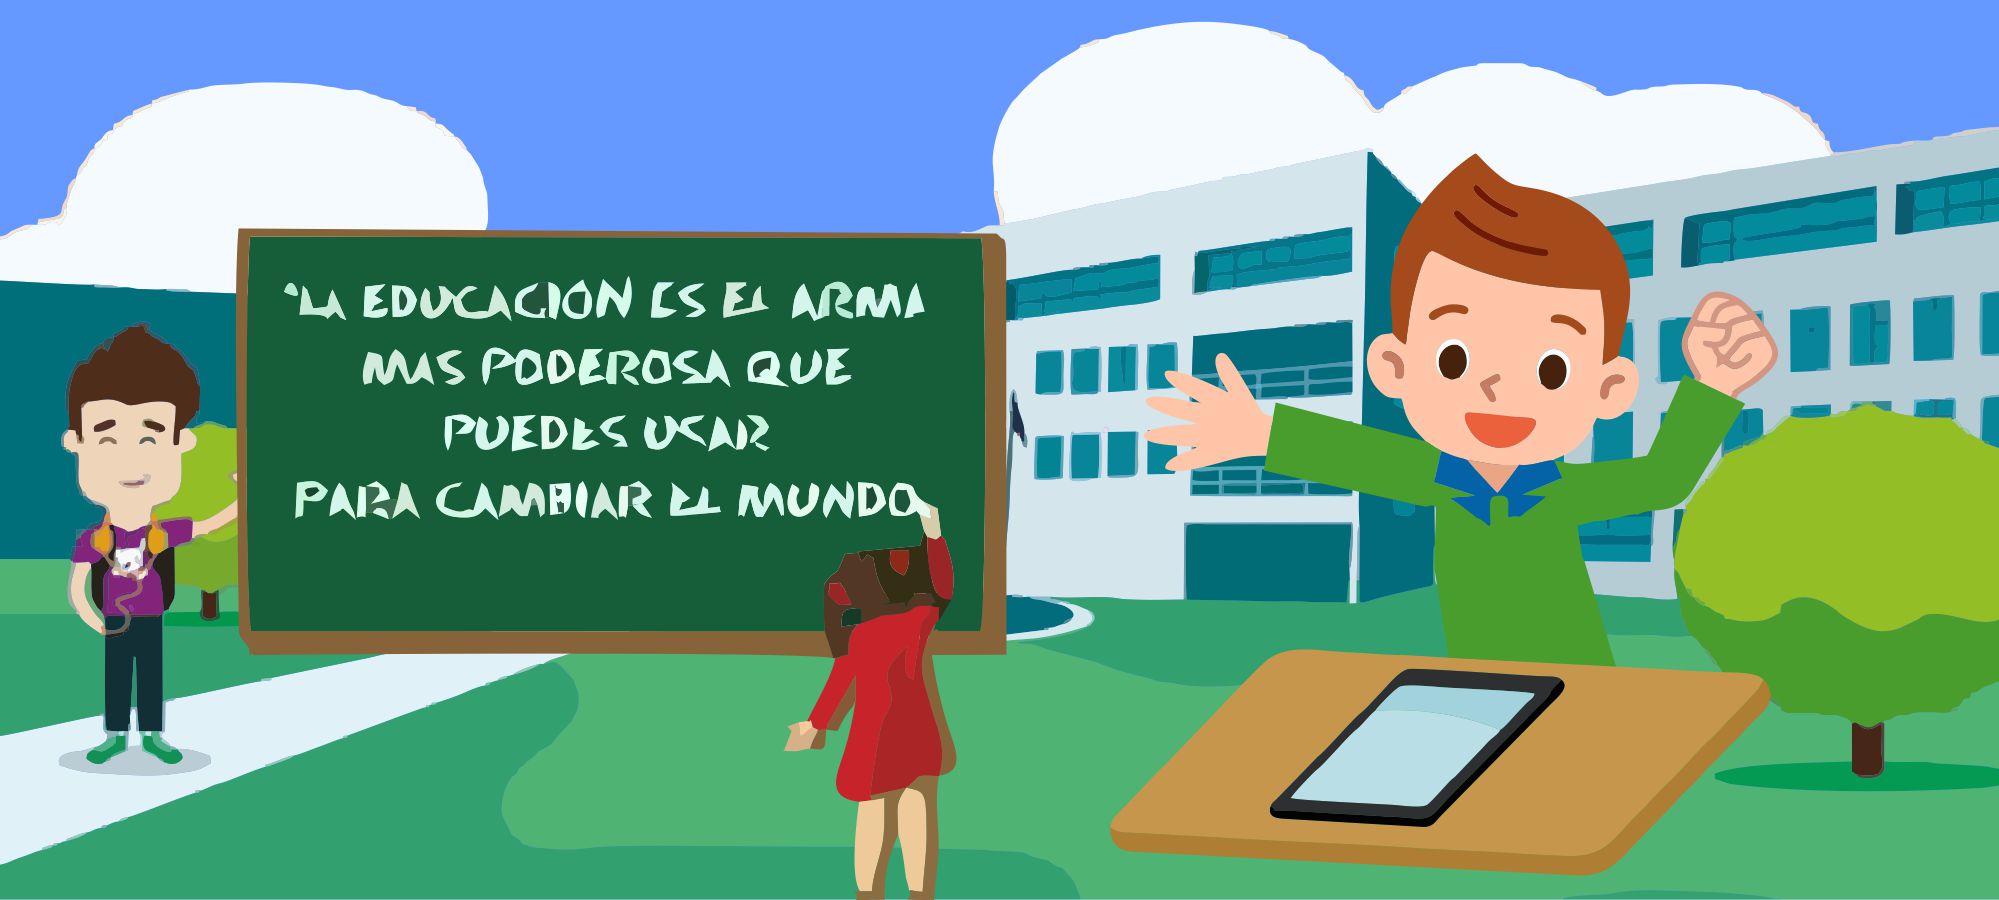 "LA EDUCACION ES EL ARMA
MAS PODEROSA QUE
PUEDES USAR
PARA CAMBIAR EL MUNDO